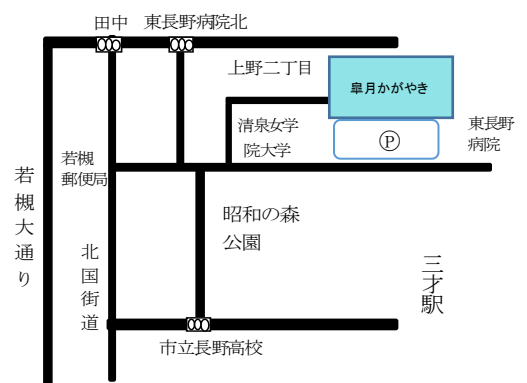 田中
東長野病院北
上野二丁目
皐月かがやき
清泉女学
院大学
Ⓟ
東長野
病院
若槻
郵便局
若槻大通り
昭和の森
公園
北国街道
三才駅
市立長野高校